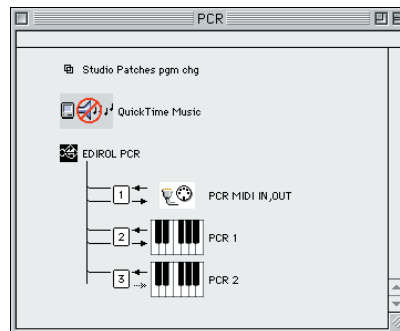 PCR
Studio Patches pgm chg
QuickTime Music
EDIROL PCR
1
PCR MIDI IN,OUT
2
PCR 1
3
PCR 2